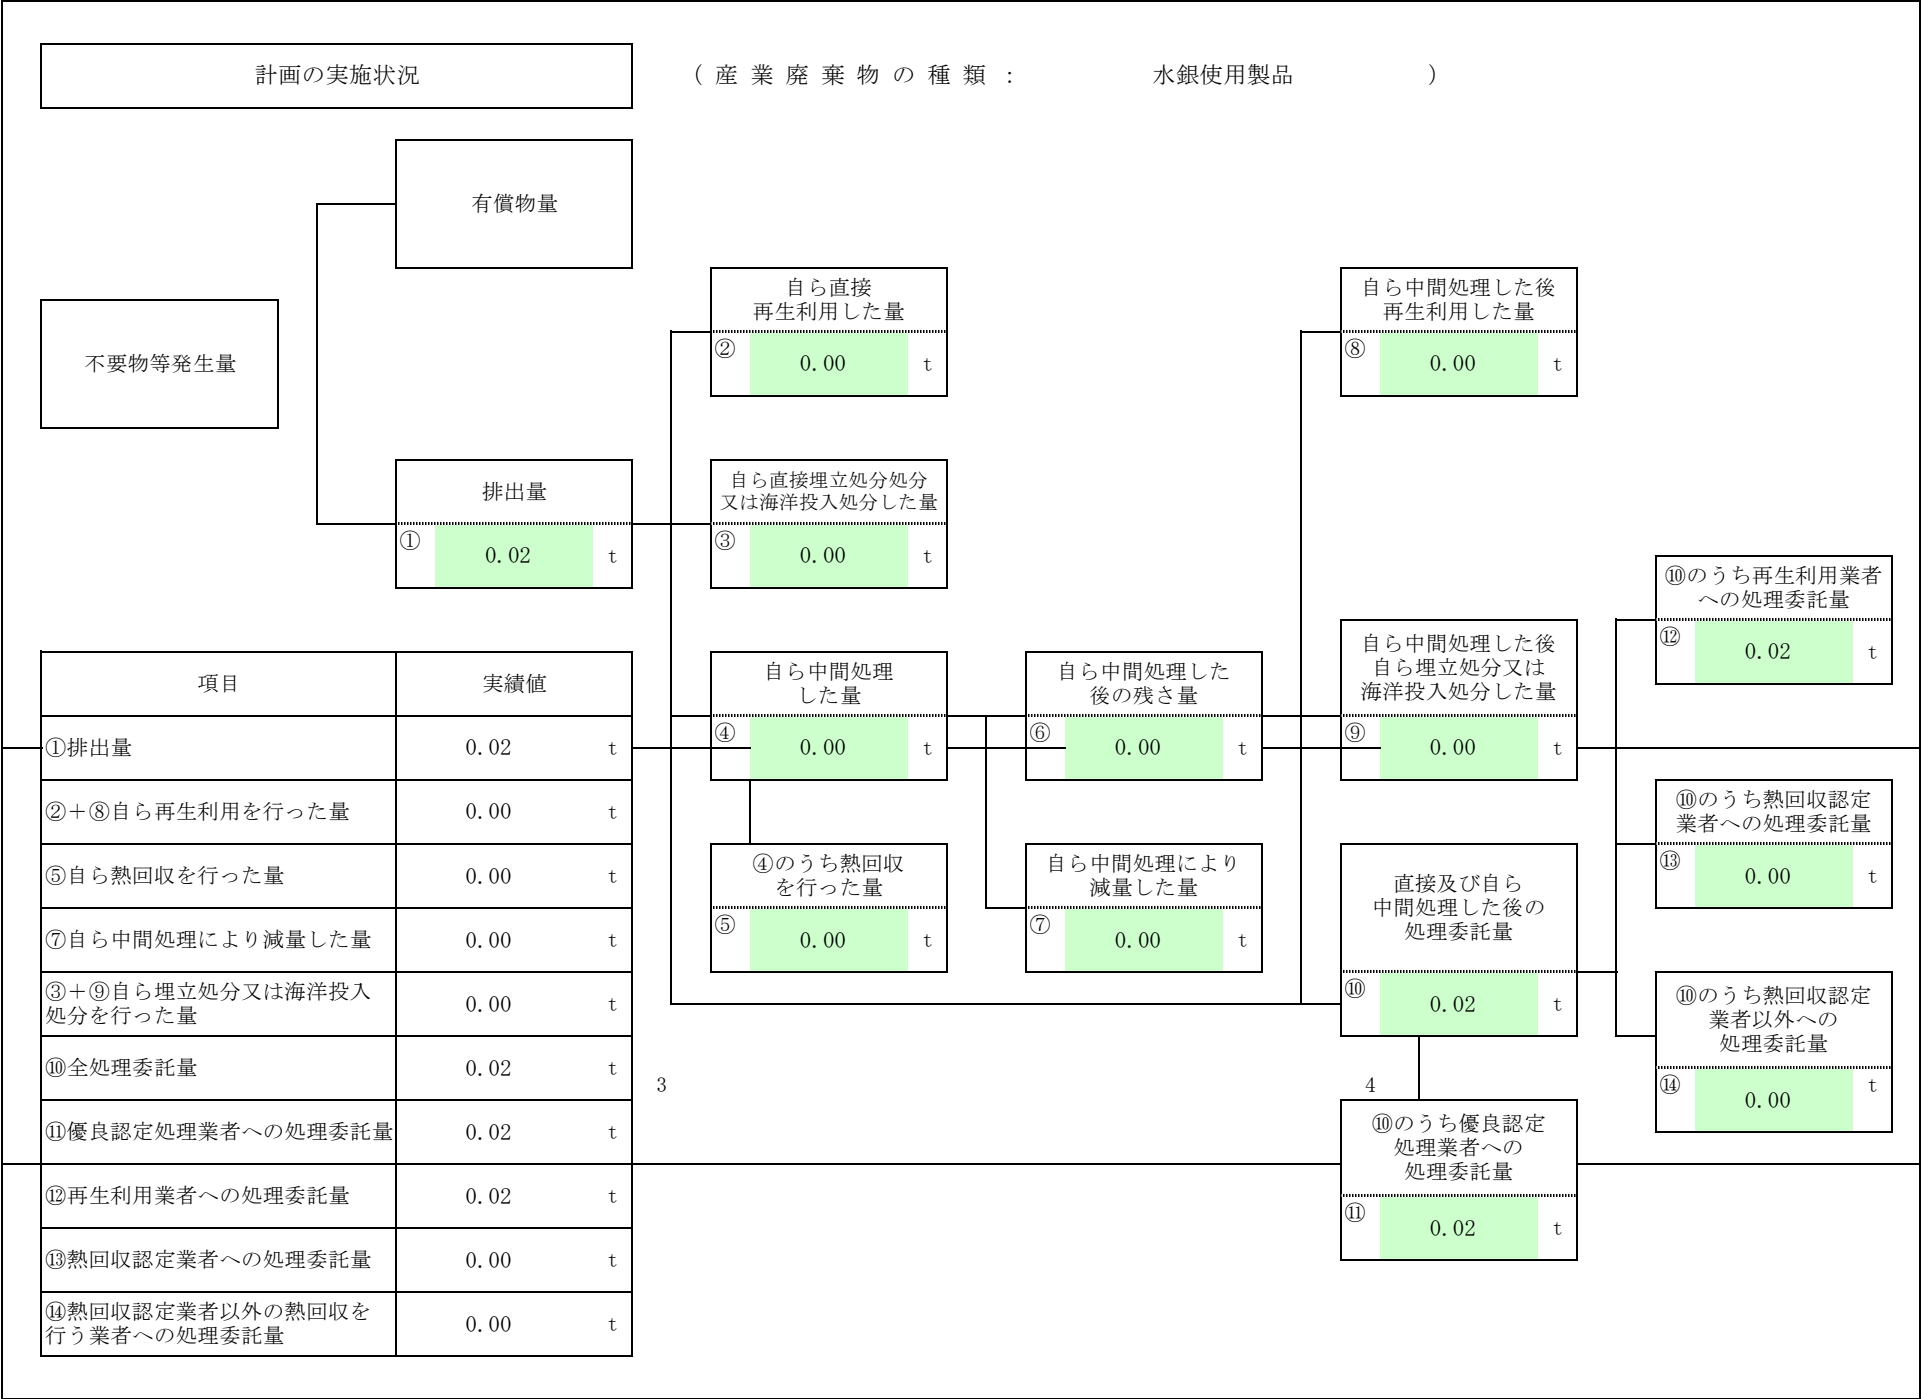 計画の実施状況
（産業廃棄物の種類： 水銀使用製品 ）
有償物量
不要物等発生量
自ら直接
再生利用した量
② 0.00 t
自ら中間処理した後
再生利用した量
⑧ 0.00 t
排出量
① 0.02 t
自ら直接埋立処分処分
又は海洋投入処分した量
③ 0.00 t
⑩のうち再生利用業者
への処理委託量
⑫ 0.02 t
自ら中間処理
した量
④ 0.00 t
自ら中間処理した
後の残さ量
⑥ 0.00 t
自ら中間処理した後
自ら埋立処分又は
海洋投入処分した量
⑨ 0.00 t
⑩のうち熱回収認定
業者への処理委託量
⑬ 0.00 t
④のうち熱回収
を行った量
⑤ 0.00 t
自ら中間処理により
減量した量
⑦ 0.00 t
直接及び自ら
中間処理した後の
処理委託量
⑩ 0.02 t
⑩のうち熱回収認定
業者以外への
処理委託量
⑭ 0.00 t
⑩のうち優良認定
処理業者への
処理委託量
⑪ 0.02 t
項目 実績値
①排出量 0.02 t
②＋⑧自ら再生利用を行った量 0.00 t
⑤自ら熱回収を行った量 0.00 t
⑦自ら中間処理により減量した量 0.00 t
③＋⑨自ら埋立処分又は海洋投入
処分を行った量 0.00 t
⑩全処理委託量 0.02 t
⑪優良認定処理業者への処理委託量 0.02 t
⑫再生利用業者への処理委託量 0.02 t
⑬熱回収認定業者への処理委託量 0.00 t
⑭熱回収認定業者以外の熱回収を
行う業者への処理委託量 0.00 t
3
4